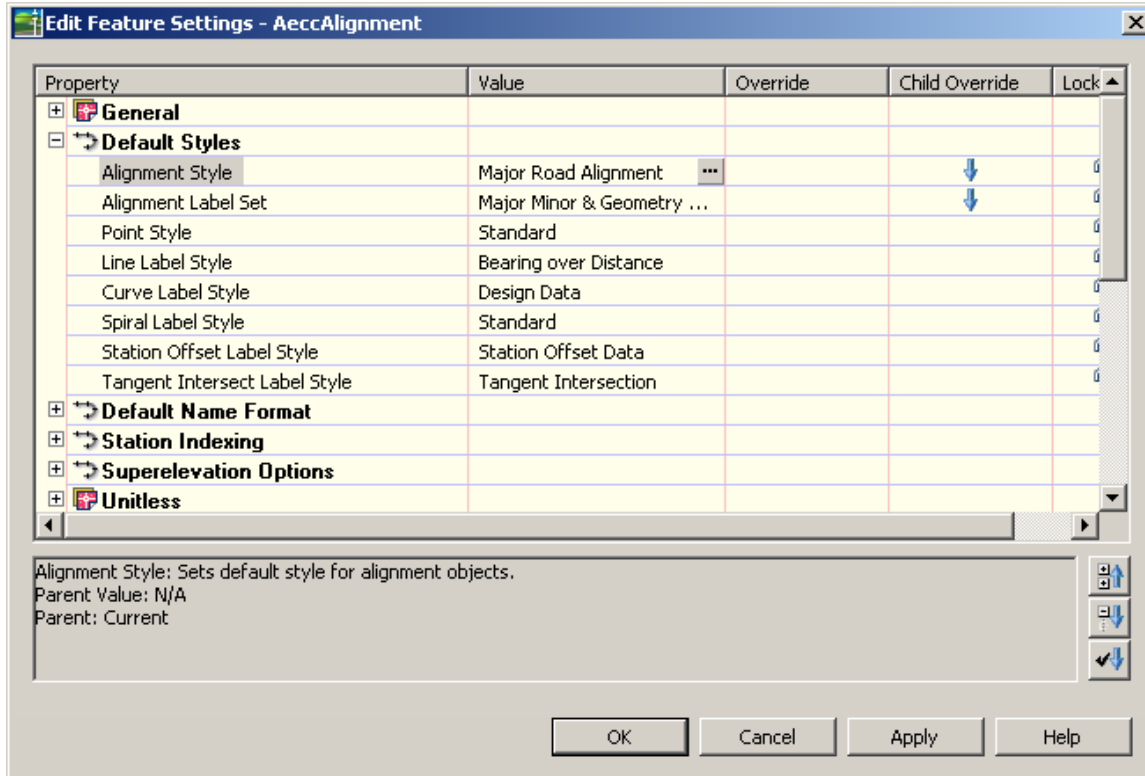 Edit Feature Settings - AeccAlignment
Property Value Override Child Override Lock
General
Default Styles
Alignment Style Major Road Alignment ...
Alignment Label Set Major Minor & Geometry ...
Point Style Standard
Line Label Style Bearing over Distance
Curve Label Style Design Data
Spiral Label Style Standard
Station Offset Label Style Station Offset Data
Tangent Intersect Label Style Tangent Intersection
Default Name Format
Station Indexing
Superelevation Options
Unitless
Alignment Style: Sets default style for alignment objects.
Parent Value: N/A
Parent: Current
OK Cancel Apply Help